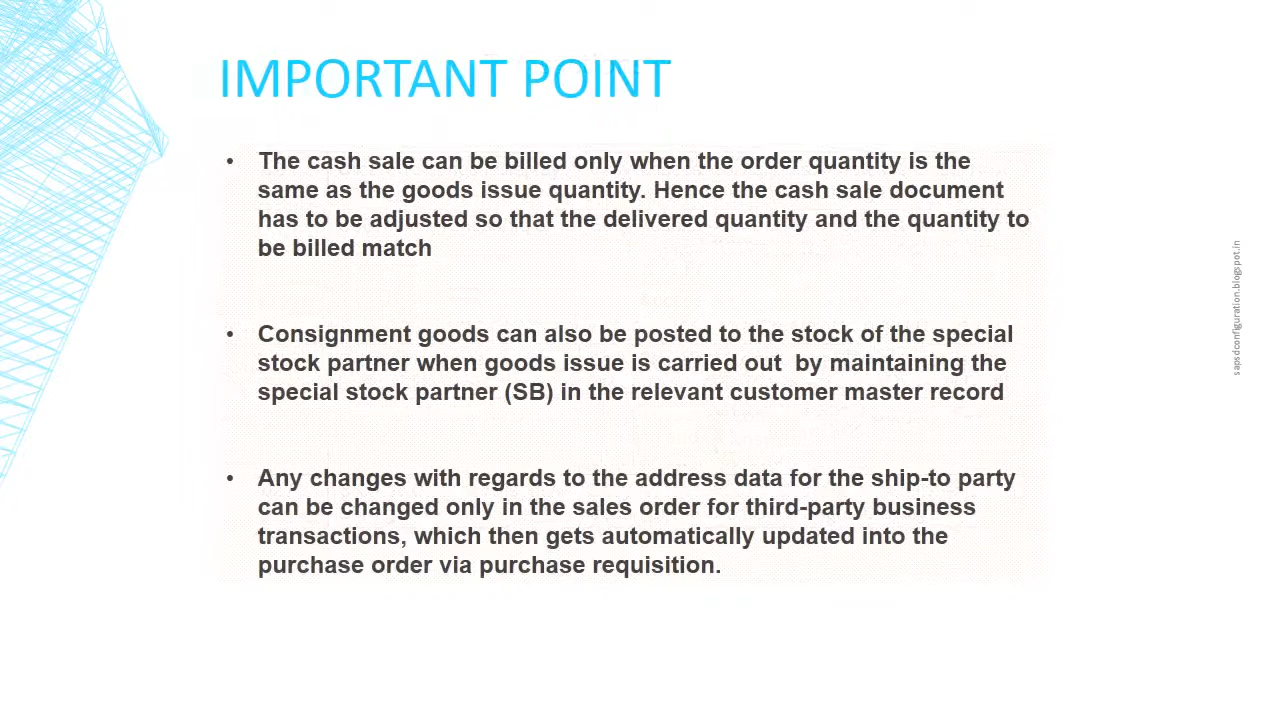 IMPORTANT POINT
• The cash sale can be billed only when the order quantity is the
same as the goods issue quantity. Hence the cash sale document
has to be adjusted so that the delivered quantity and the quantity to
be billed match
• Consignment goods can also be posted to the stock of the special
stock partner when goods issue is carried out  by maintaining the
special stock partner (SB) in the relevant customer master record
• Any changes with regards to the address data for the ship-to party
can be changed only in the sales order for third-party business
transactions, which then gets automatically updated into the
purchase order via purchase requisition.
sapsdconfiguration.blogspot.in